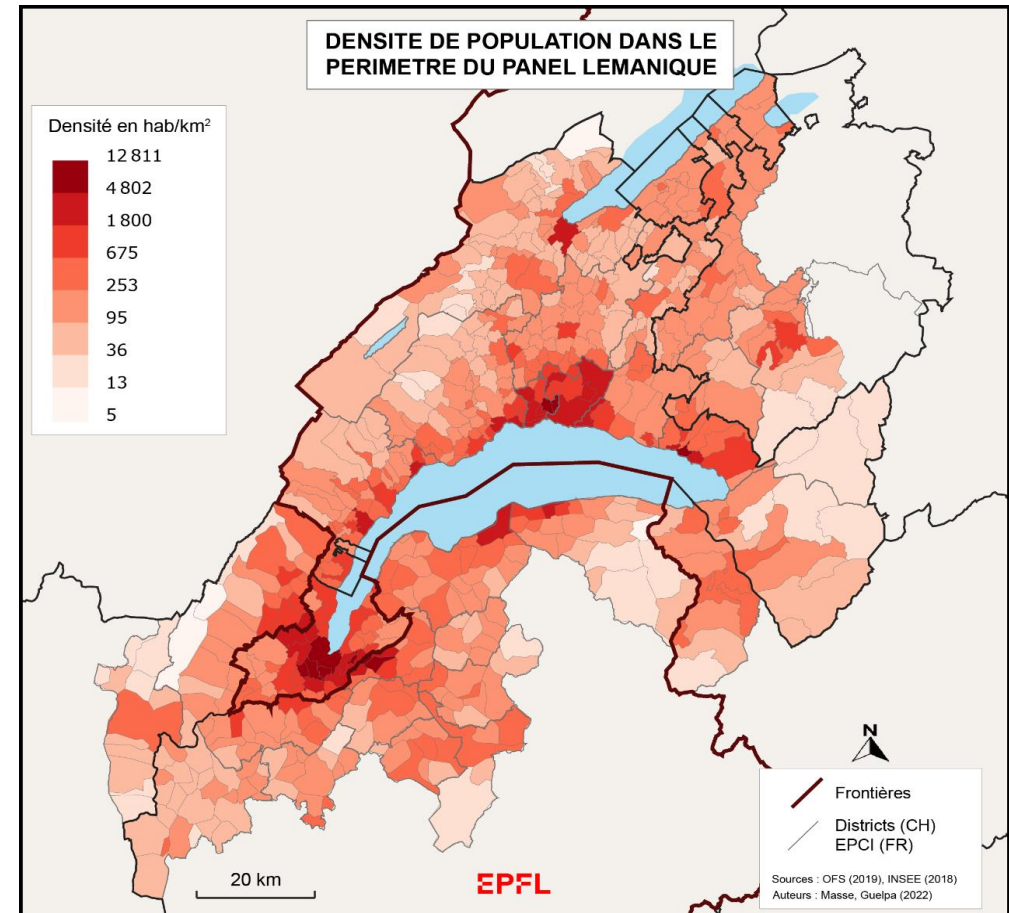 DENSITE DE POPULATION DANS LE
PERIMETRE DU PANEL LEMANIQUE
Densité en hab/km²
12 811
4 802
1 800
675
253
95
36
13
5
N
Frontières
Districts (CH)
EPCI (FR)
Sources : OFS (2019), INSEE (2018)
Auteurs : Masse, Guelpa (2022)
20 km
EPFL